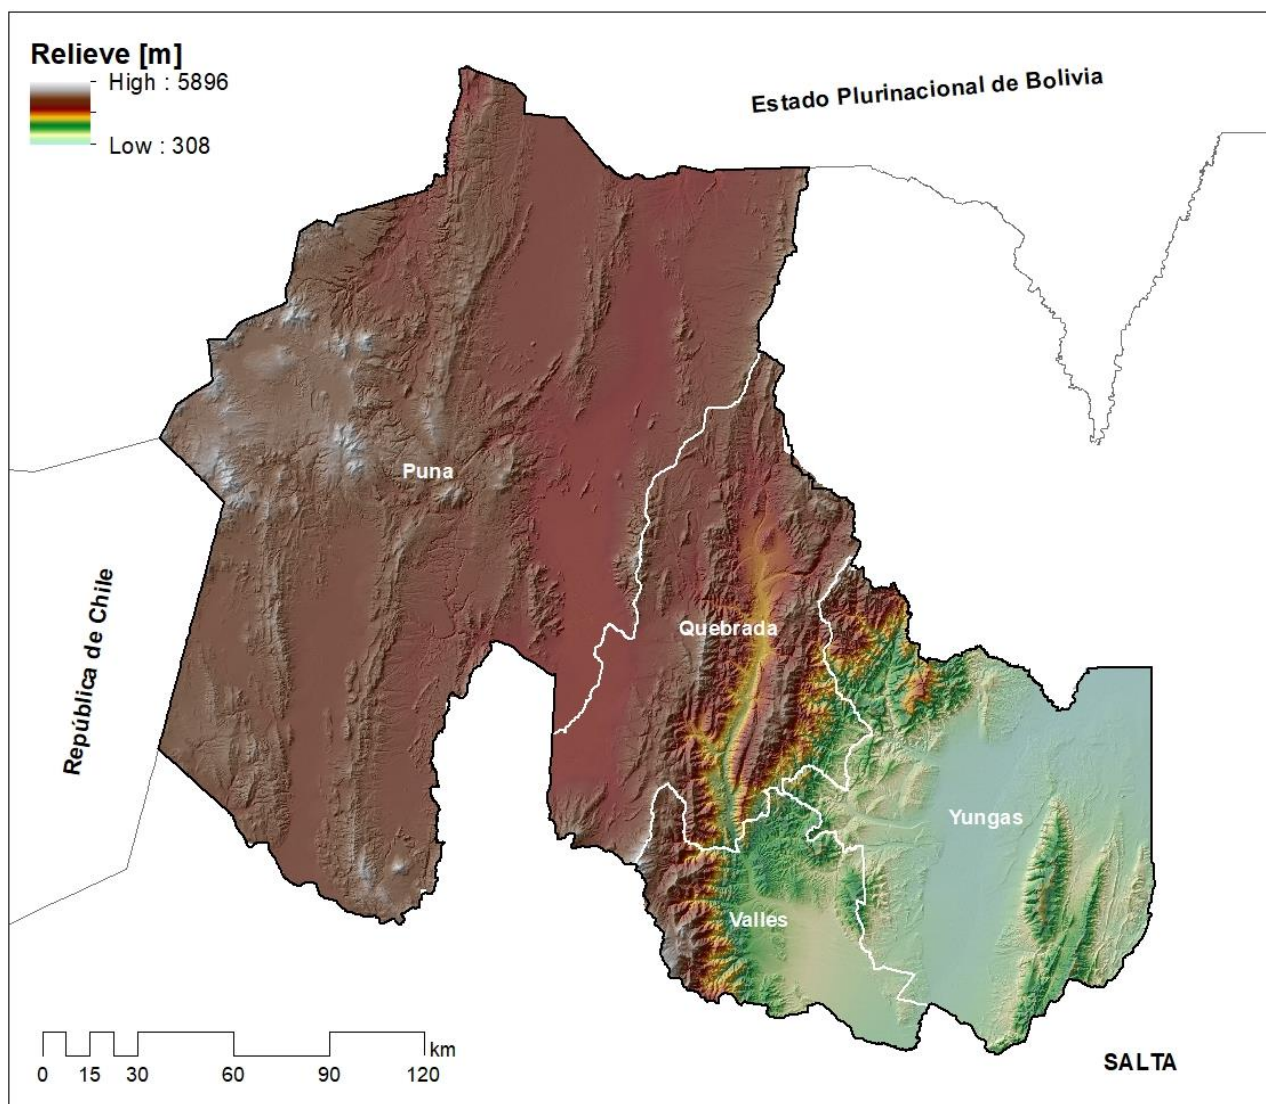 Relieve [m]
High : 5896
Low : 308
Estado Plurinacional de Bolivia
Puna
Quebrada
República de Chile
Yungas
Valles
km
0 15 30 60 90 120
SALTA